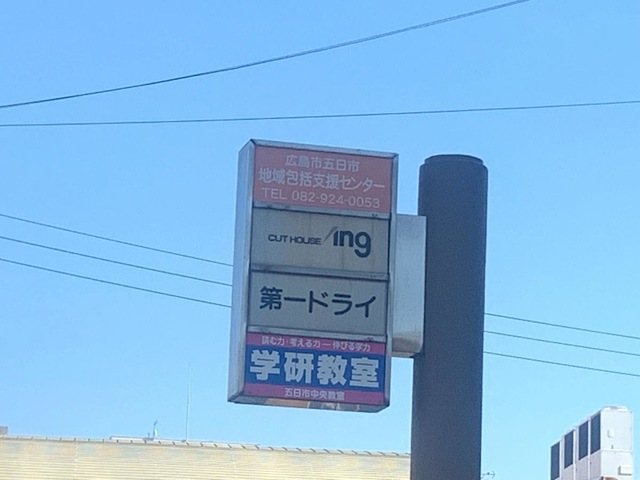 広島市五日市
地域包括支援センター
TEL 082-924-0053
CUT HOUSE ing
第一ドライ
読む力・考える力―伸びる学力
学研教室
五日市中央教室